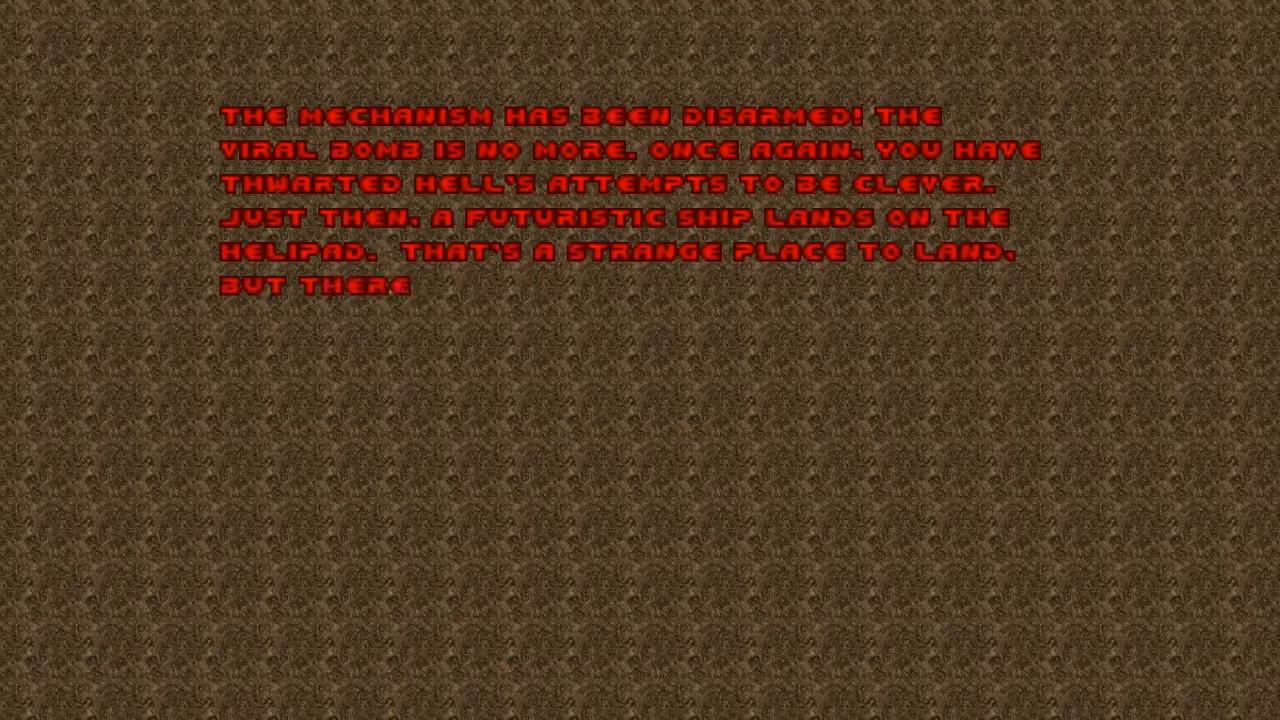 THE MECHANISM HAS BEEN DISARMED! THE
VIRAL BOMB IS NO MORE. ONCE AGAIN, YOU HAVE
THWARTED HELL'S ATTEMPTS TO BE CLEVER.
JUST THEN, A FUTURISTIC SHIP LANDS ON THE
HELIPAD.  THAT'S A STRANGE PLACE TO LAND,
BUT THERE